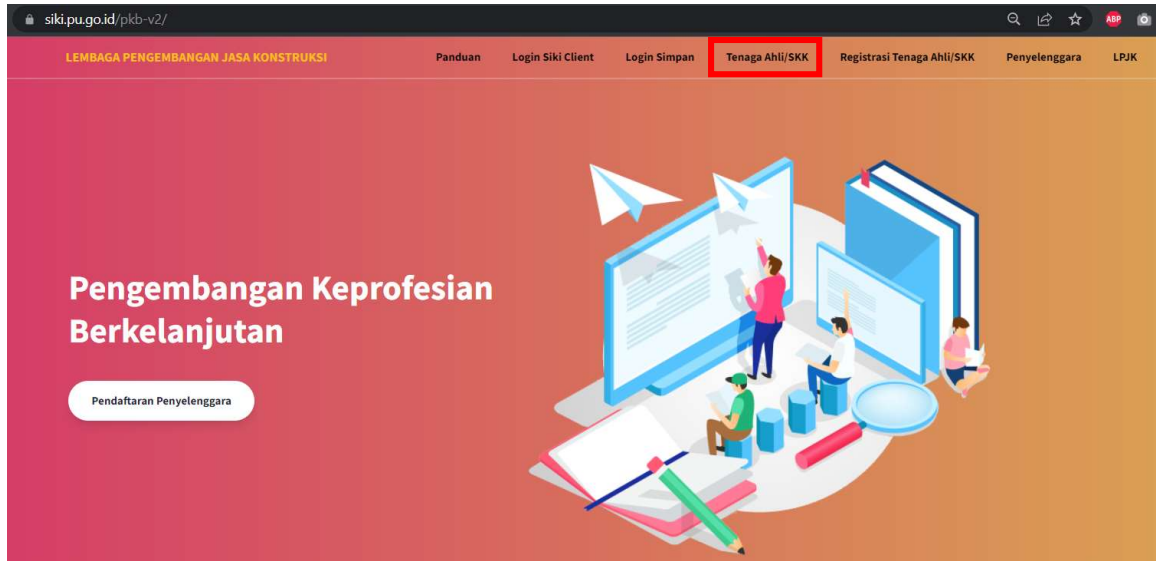 siki.pu.go.id/pkb-v2/
ABP
LEMBAGA PENGEMBANGAN JASA KONSTRUKSI
Panduan
Login Siki Client
Login Simpan
Tenaga Ahli/SKK
Registrasi Tenaga Ahli/SKK
Penyelenggara
LPJK
Pengembangan Keprofesian
Berkelanjutan
Pendaftaran Penyelenggara